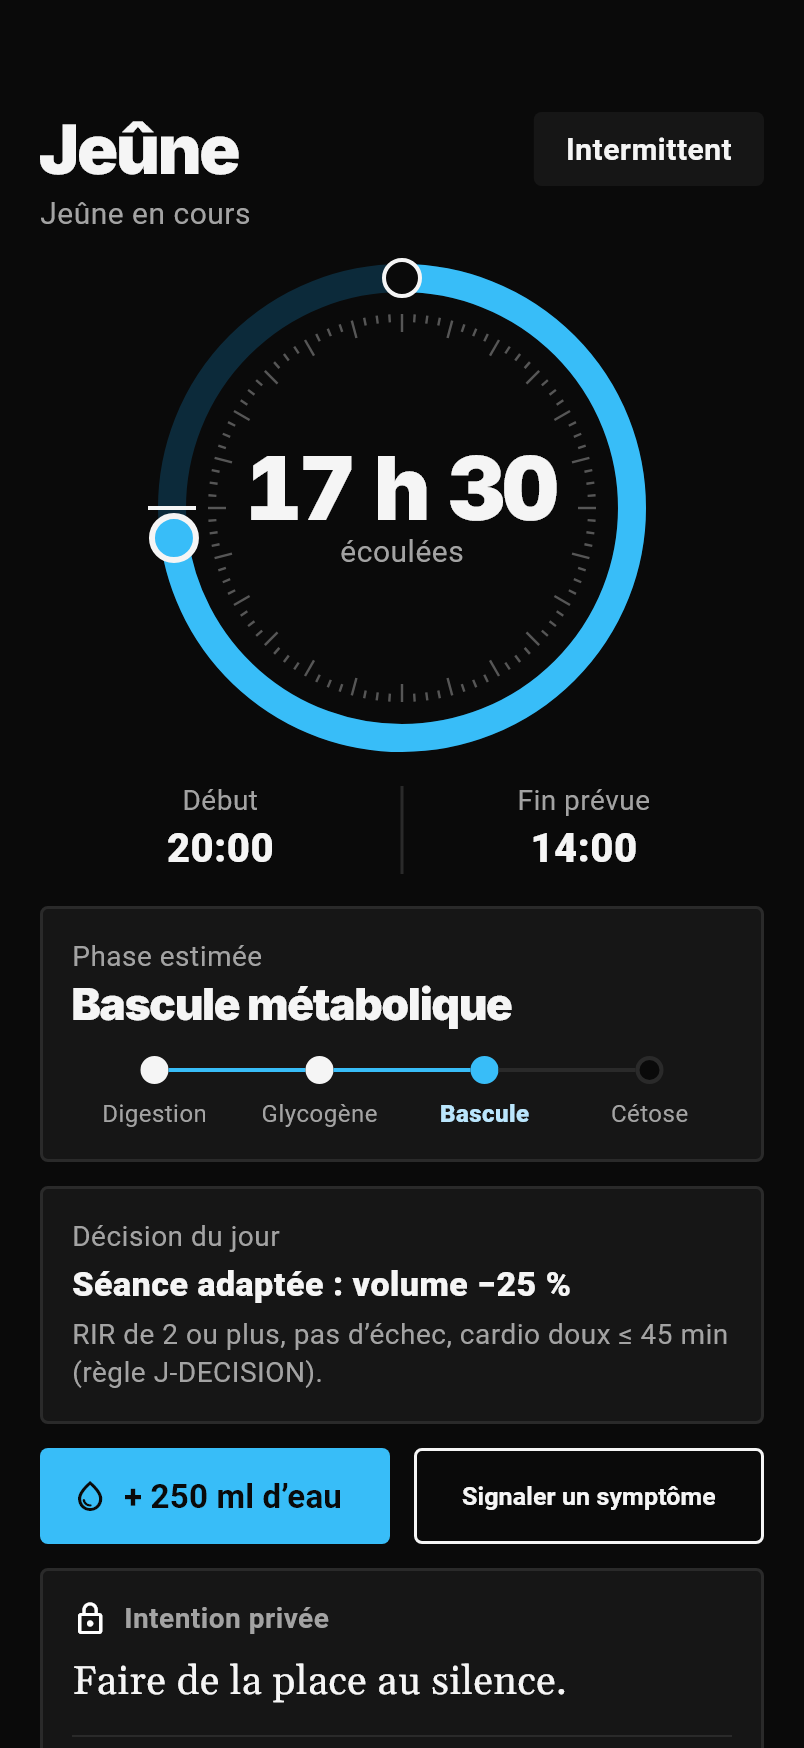 Jeûne
Intermittent
Jeûne en cours
17 h 30
écoulées
Début
20:00
Fin prévue
14:00
Phase estimée
Bascule métabolique
Digestion
Glycogène
Bascule
Cétose
Décision du jour
Séance adaptée : volume −25 %
RIR de 2 ou plus, pas d’échec, cardio doux ≤ 45 min
(règle J-DECISION).
+ 250 ml d’eau
Signaler un symptôme
Intention privée
Faire de la place au silence.